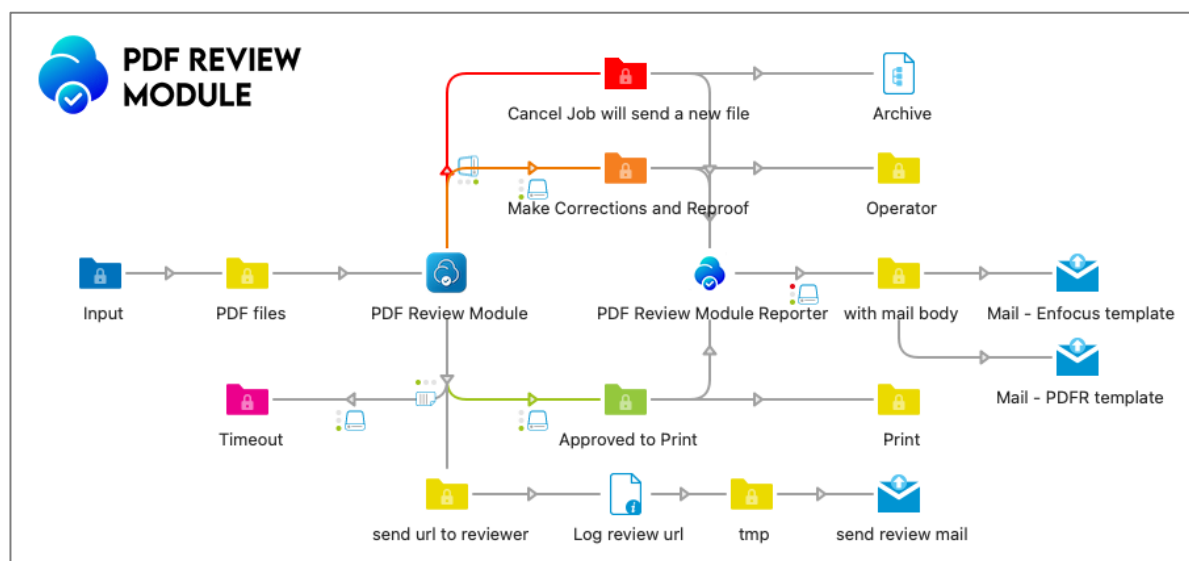 PDF REVIEW
MODULE
Cancel Job will send a new file
Archive
Make Corrections and Reproof
Operator
Input
PDF files
PDF Review Module
PDF Review Module Reporter
with mail body
Mail - Enfocus template
Mail - PDFR template
Timeout
Approved to Print
Print
send url to reviewer
Log review url
tmp
send review mail